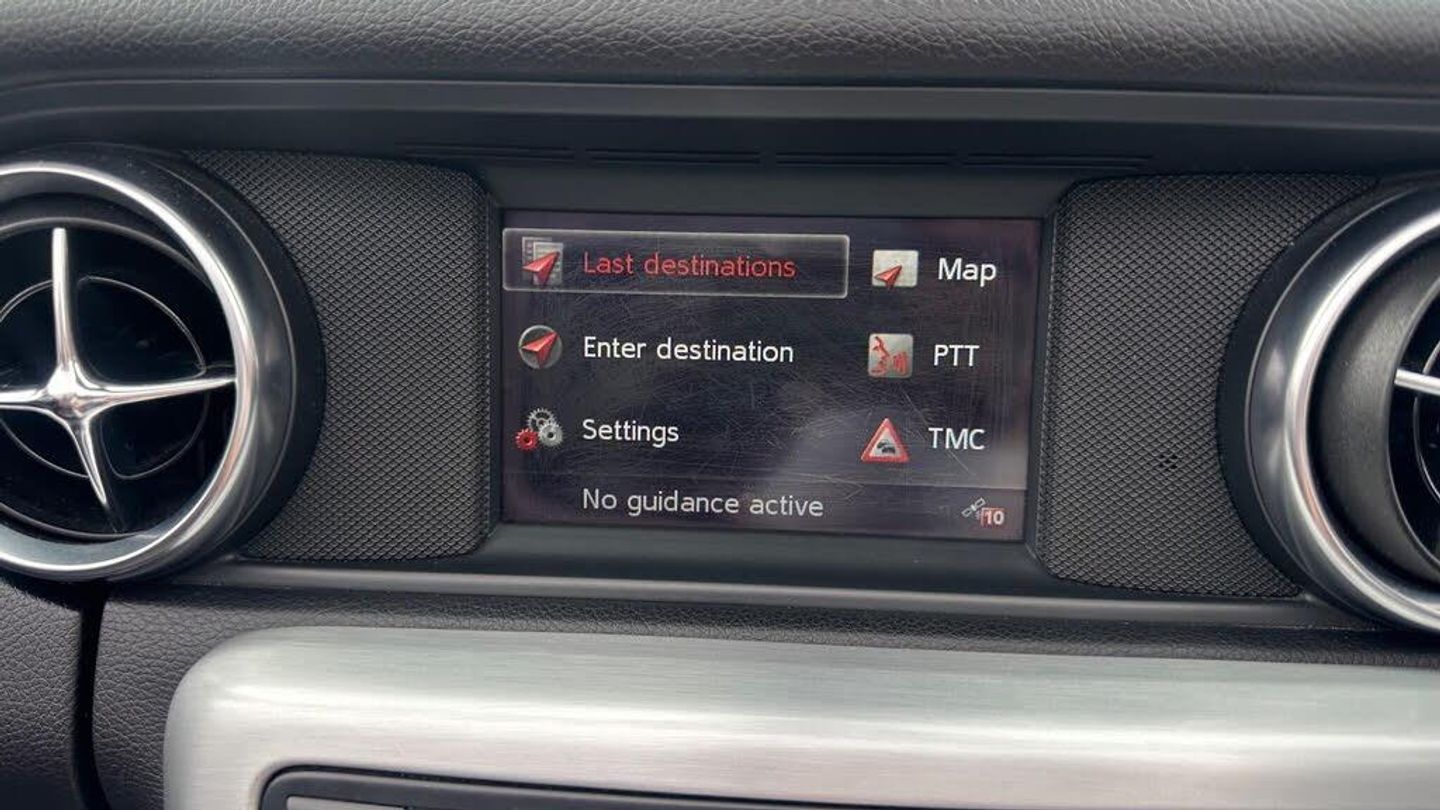 Last destinations Map
Enter destination PTT
Settings TMC
No guidance active 10